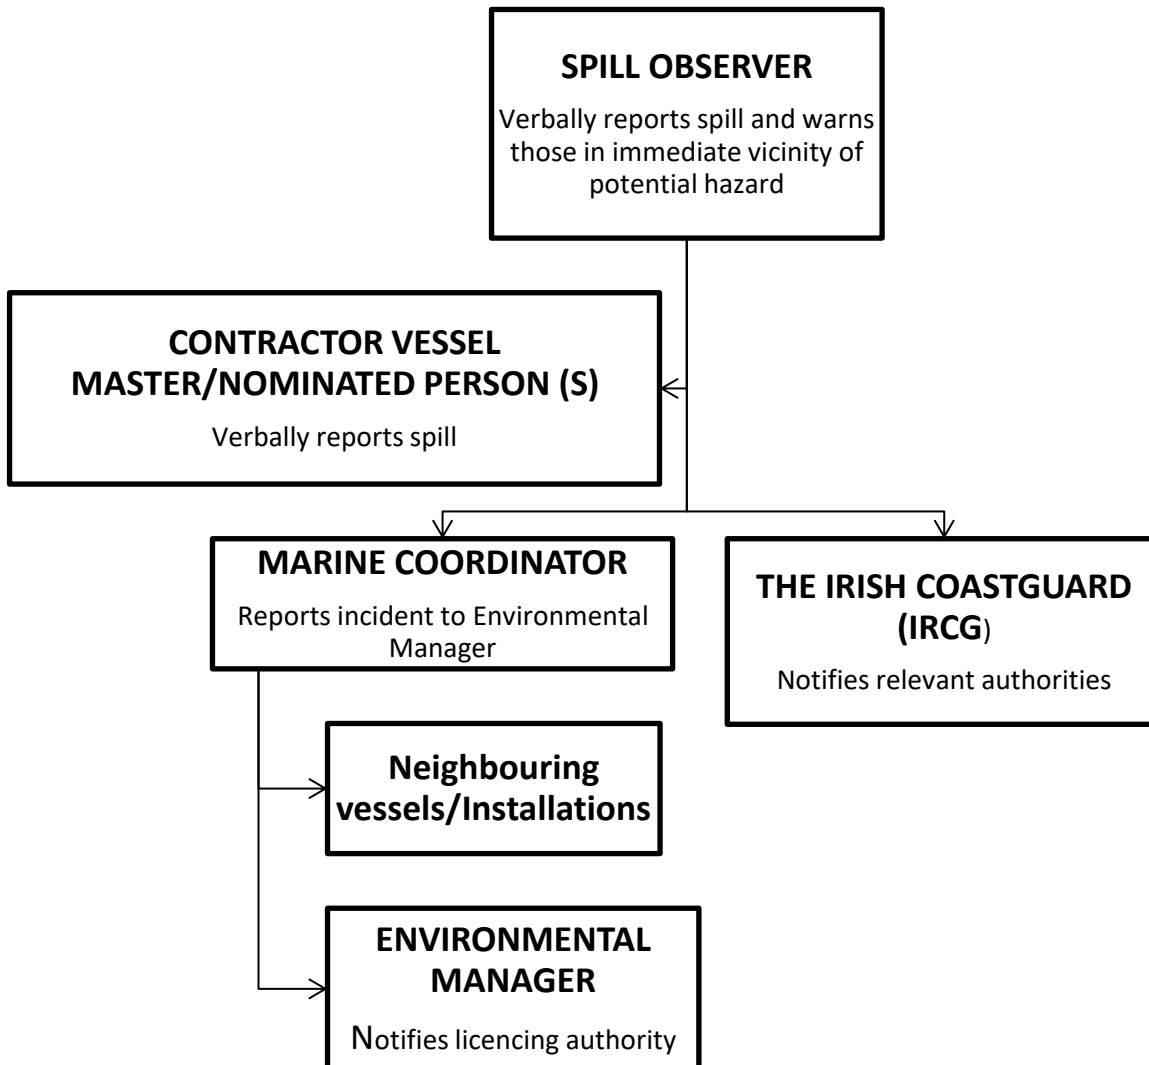 SPILL OBSERVER
Verbally reports spill and warns
those in immediate vicinity of
potential hazard
CONTRACTOR VESSEL
MASTER/NOMINATED PERSON (S)
Verbally reports spill
MARINE COORDINATOR
Reports incident to Environmental
Manager
THE IRISH COASTGUARD
(IRCG)
Notifies relevant authorities
Neighbouring
vessels/Installations
ENVIRONMENTAL
MANAGER
Notifies licencing authority